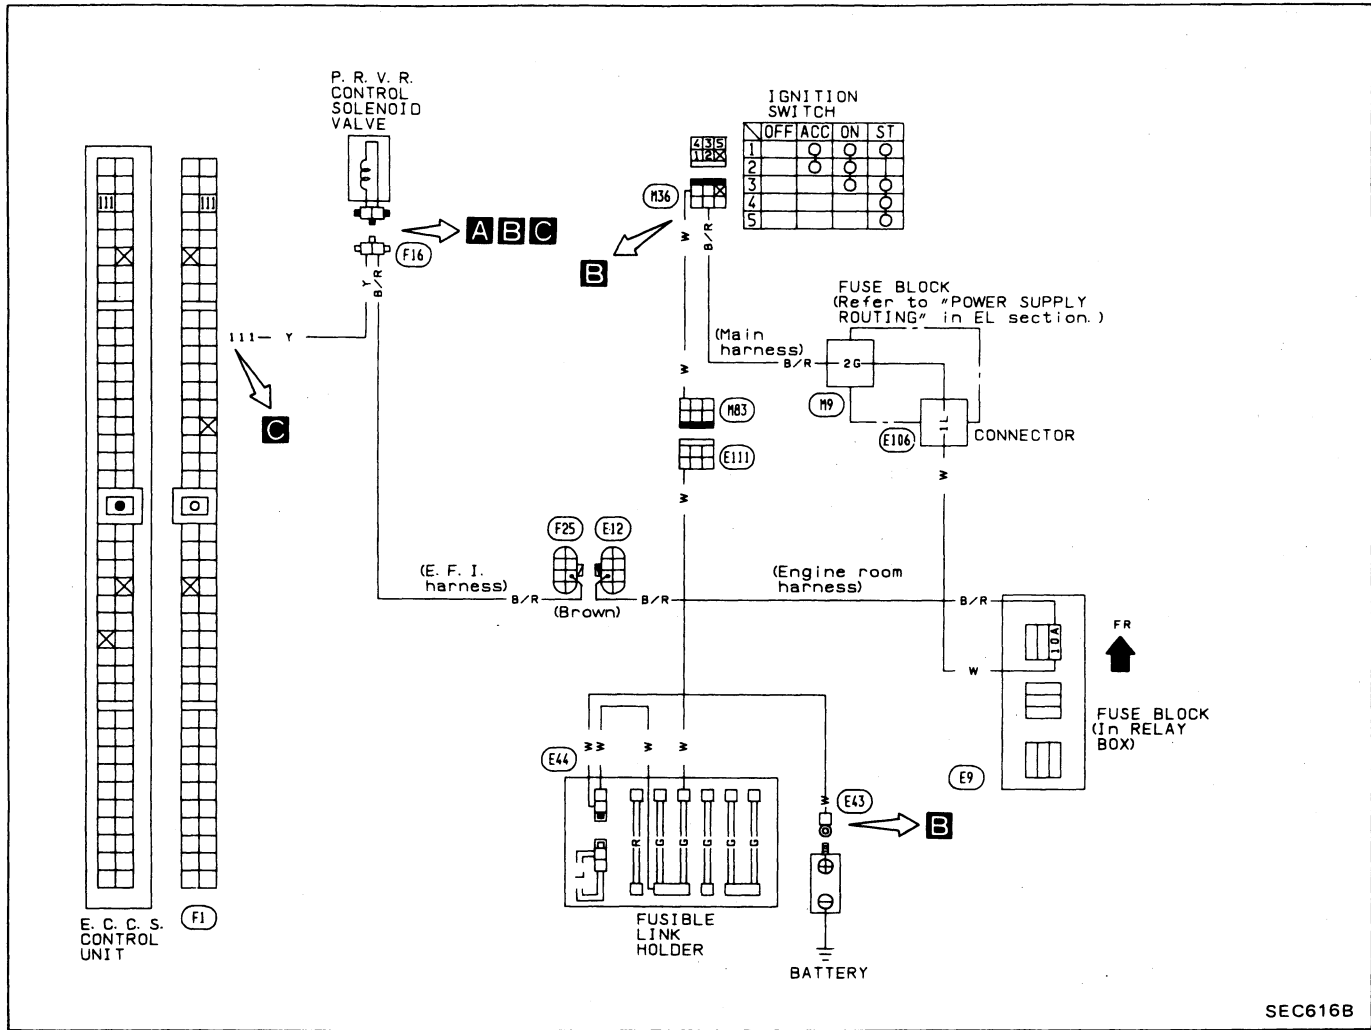 P. R. V. R.
CONTROL
SOLENOID
VALVE
IGNITION
SWITCH
OFF ACC ON ST
1
2
3
4
5
4 3 5
1 2
M36
W
B/R
A B C
F16
Y
B/R
B
FUSE BLOCK
(Refer to "POWER SUPPLY
ROUTING" in EL section.)
111
111
111 Y
(Main
harness)
B/R
2G
M9
W
C
M83
E106
1L
CONNECTOR
E111
W
W
F25
E12
(E. F. I.
harness)
B/R
(Brown)
B/R
(Engine room
harness)
B/R
10A
FR
W
FUSE BLOCK
(In RELAY
BOX)
E9
E44
W W W W
W
E43
B
R G G G G G
L
FUSIBLE
LINK
HOLDER
BATTERY
E. C. C. S.
CONTROL
UNIT
F1
SEC616B